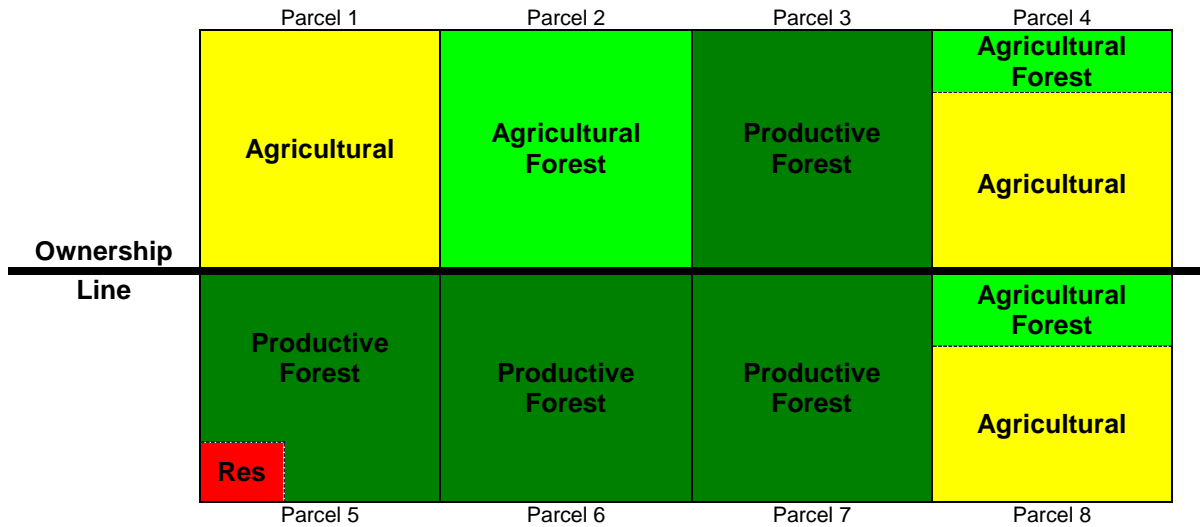 Parcel 1 Parcel 2 Parcel 3 Parcel 4
Agricultural
Forest
Agricultural
Agricultural
Forest
Productive
Forest
Agricultural
Ownership
Line
Agricultural
Forest
Productive
Forest
Productive
Forest
Productive
Forest
Agricultural
Res
Parcel 5 Parcel 6 Parcel 7 Parcel 8